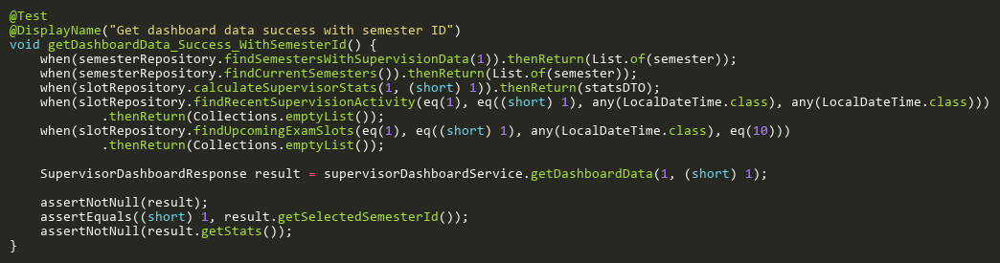 @Test
@DisplayName("Get dashboard data success with semester ID")
void getDashboardData_Success_WithSemesterId() {
    when(semesterRepository.findSemestersWithSupervisionData(1)).thenReturn(List.of(semester));
    when(semesterRepository.findCurrentSemesters()).thenReturn(List.of(semester));
    when(slotRepository.calculateSupervisorStats(1, (short) 1)).thenReturn(statsDTO);
    when(slotRepository.findRecentSupervisionActivity(eq(1), eq((short) 1), any(LocalDateTime.class), any(LocalDateTime.class)))
            .thenReturn(Collections.emptyList());
    when(slotRepository.findUpcomingExamSlots(eq(1), eq((short) 1), any(LocalDateTime.class), eq(10)))
            .thenReturn(Collections.emptyList());

    SupervisorDashboardResponse result = supervisorDashboardService.getDashboardData(1, (short) 1);

    assertNotNull(result);
    assertEquals((short) 1, result.getSelectedSemesterId());
    assertNotNull(result.getStats());
}